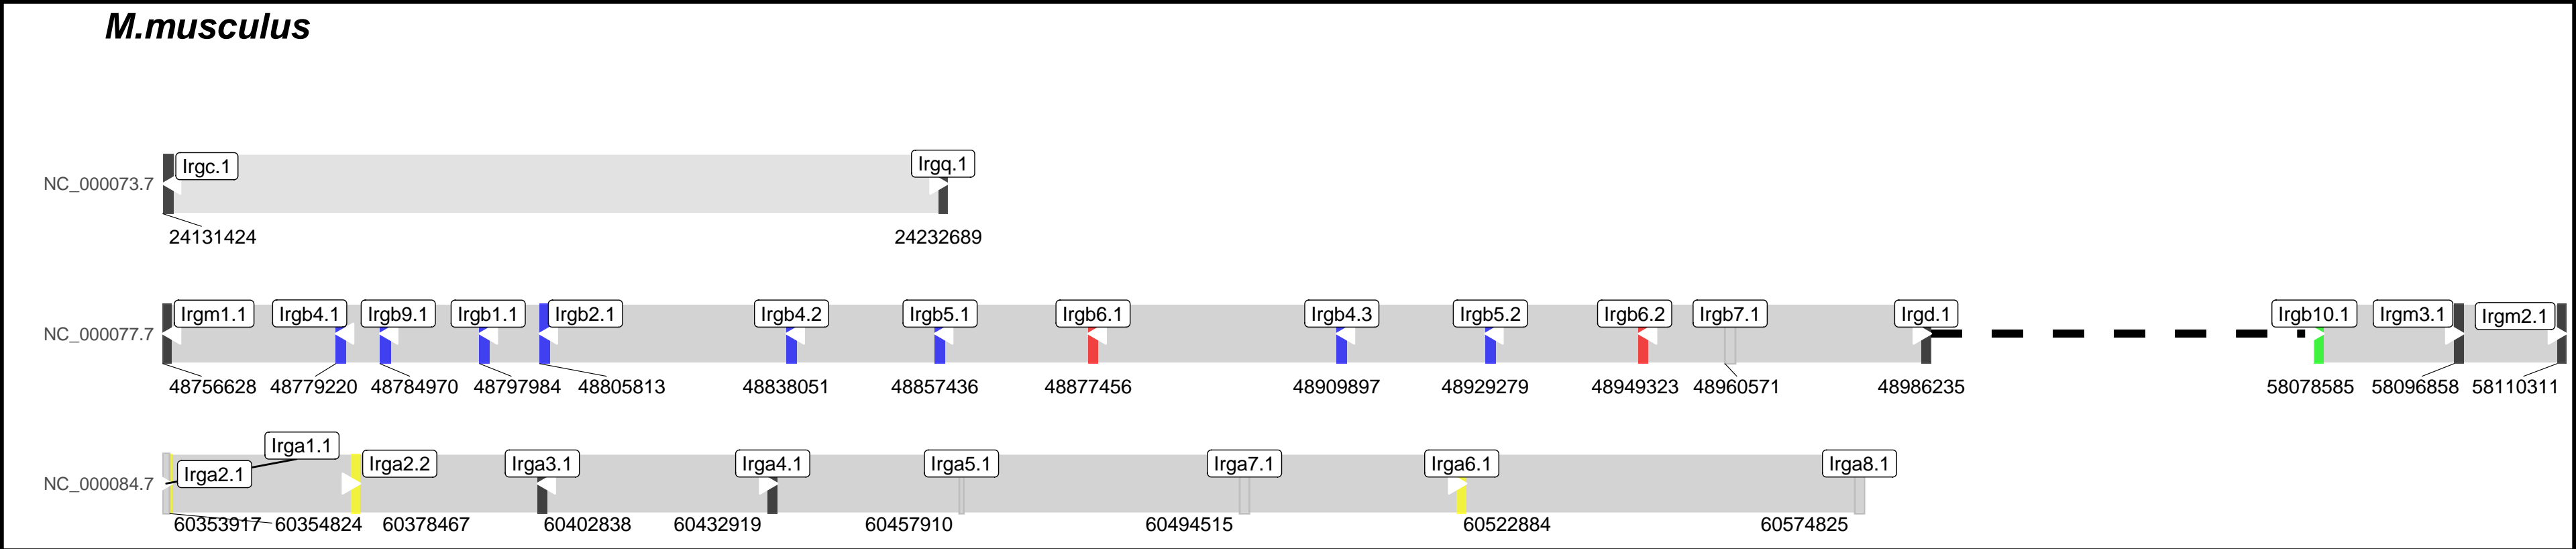 M.musculus
Irgc.1 Irgq.1
NC_000073.7
24131424 24232689
Irgm1.1 Irgb4.1 Irgb9.1 Irgb1.1 Irgb2.1 Irgb4.2 Irgb5.1 Irgb6.1 Irgb4.3 Irgb5.2 Irgb6.2 Irgb7.1 Irgd.1 Irgb10.1 Irgm3.1 Irgm2.1
NC_000077.7
48756628 48779220 48784970 48797984 48805813 48838051 48857436 48877456 48909897 48929279 48949323 48960571 48986235 58078585 58096858 58110311
Irga1.1
Irga2.1 Irga2.2 Irga3.1 Irga4.1 Irga5.1 Irga7.1 Irga6.1 Irga8.1
NC_000084.7
60353917 60354824 60378467 60402838 60432919 60457910 60494515 60522884 60574825